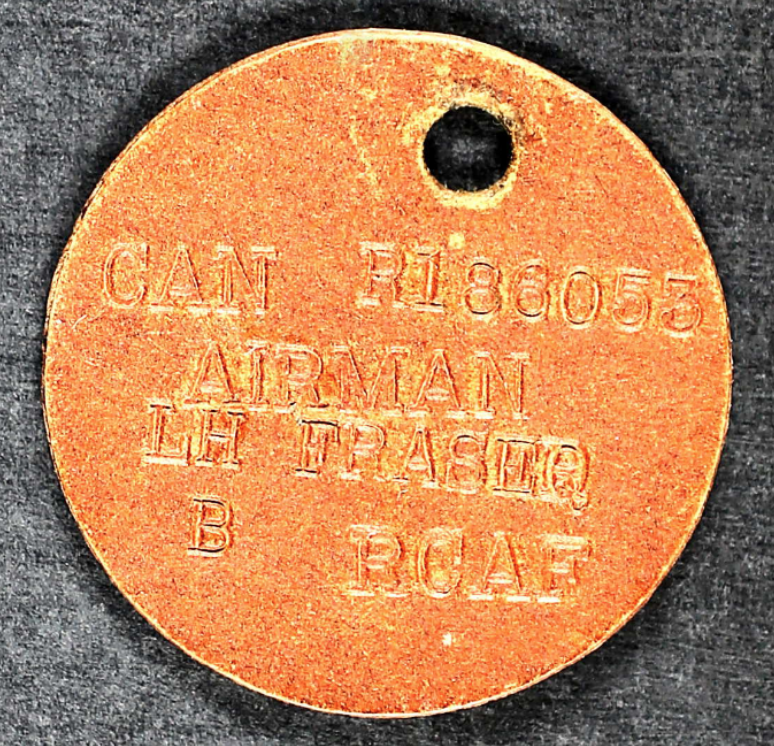 CAN R186053
AIRMAN
LH FRASER
B RCAF